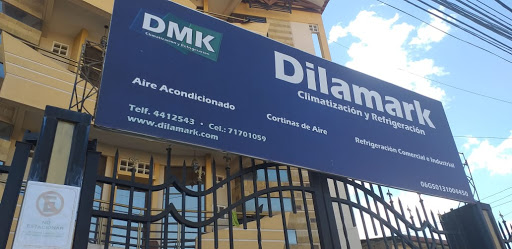 DMK
Climatización y Refrigeración
Dilamark
Climatización y Refrigeración
Aire Acondicionado
Cortinas de Aire
Refrigeración Comercial e Industrial
Telf. 4412543 • Cel.: 71701059
www.dilamark.com
06GS0131004450
E